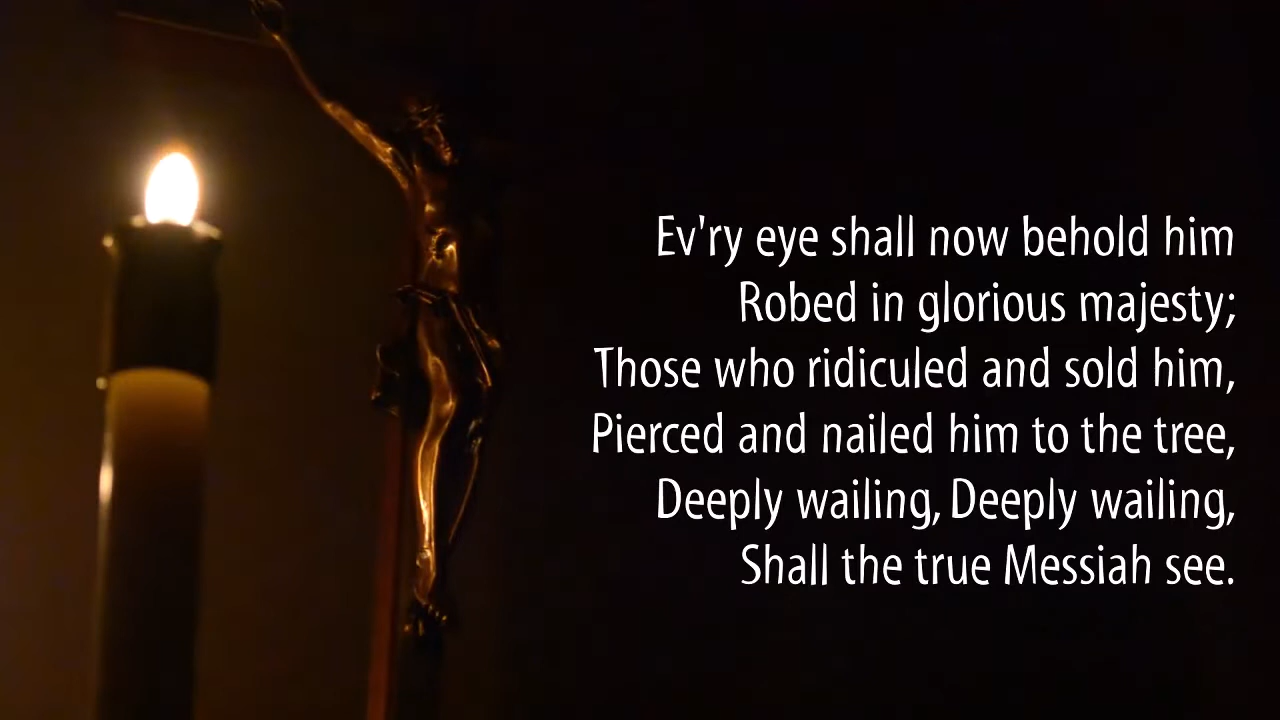 Ev'ry eye shall now behold him
Robed in glorious majesty;
Those who ridiculed and sold him,
Pierced and nailed him to the tree,
Deeply wailing, Deeply wailing,
Shall the true Messiah see.